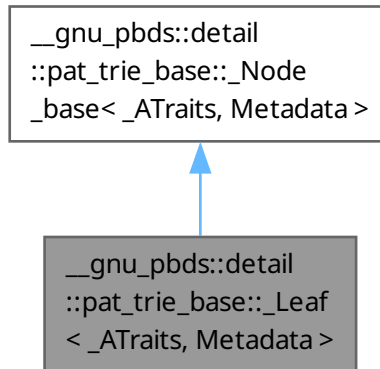 __gnu_pbds::detail
::pat_trie_base::_Node
_base< _ATraits, Metadata >
__gnu_pbds::detail
::pat_trie_base::_Leaf
< _ATraits, Metadata >